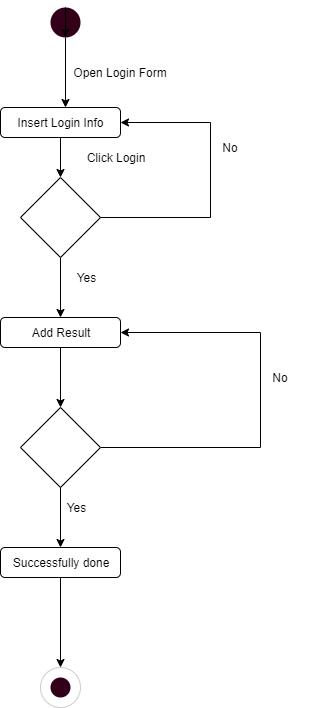 Open Login Form
Insert Login Info
No
Click Login
Yes
Add Result
No
Yes
Successfully done